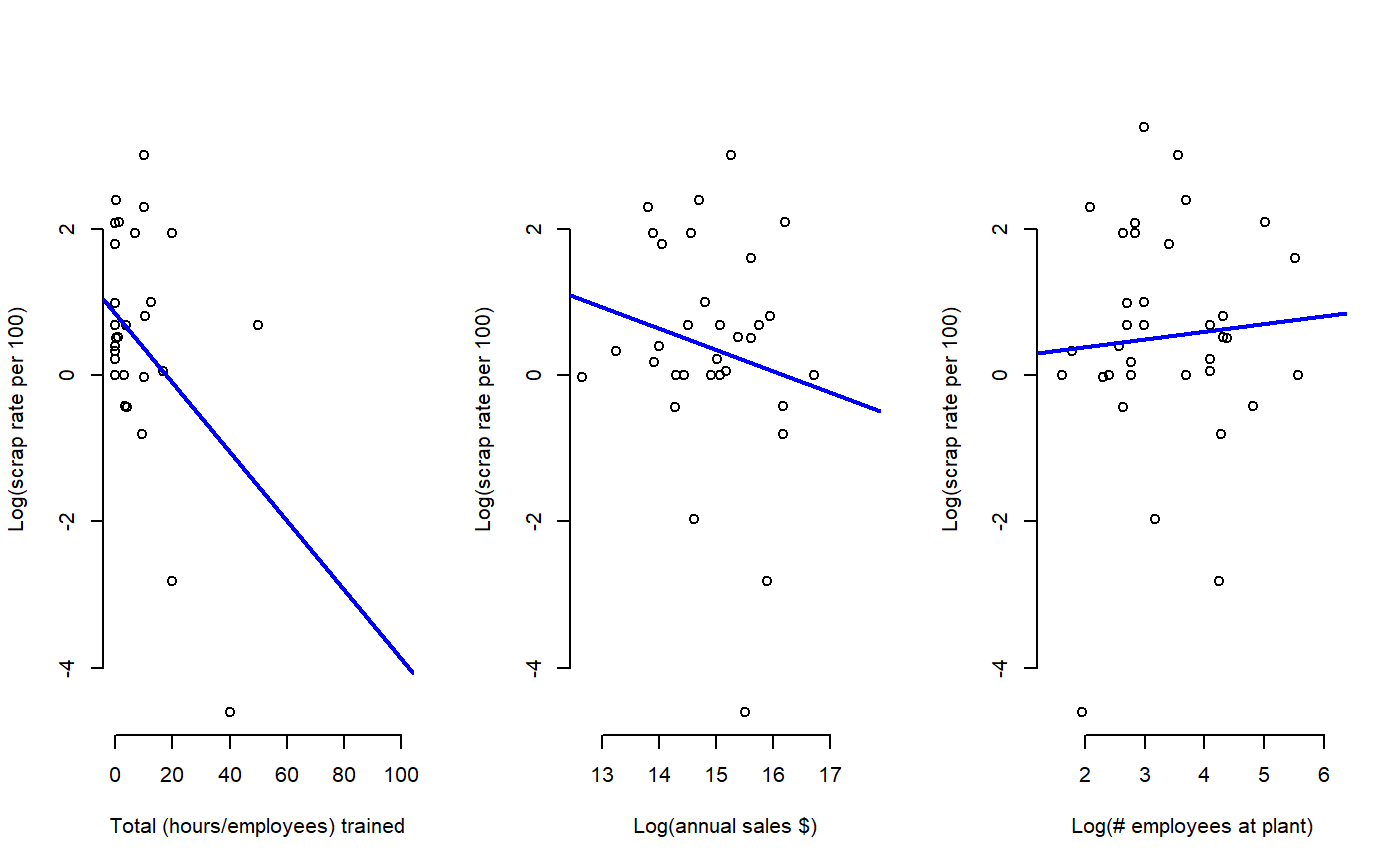 Log(scrap rate per 100)
2
0
-2
-4
0 20 40 60 80 100
Total (hours/employees) trained
Log(scrap rate per 100)
2
0
-2
-4
13 14 15 16 17
Log(annual sales $)
Log(scrap rate per 100)
2
0
-2
-4
2 3 4 5 6
Log(# employees at plant)